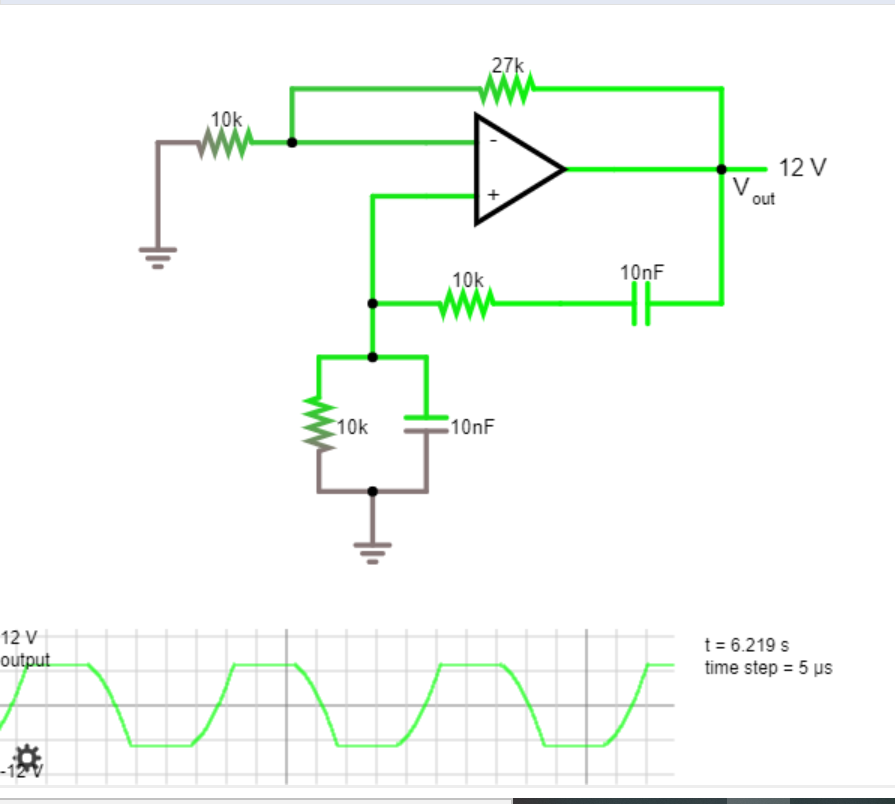 27k
10k
-
12 V
+
V out
10k
10nF
10k
10nF
12 V
output
-12 V
t = 6.219 s
time step = 5 µs